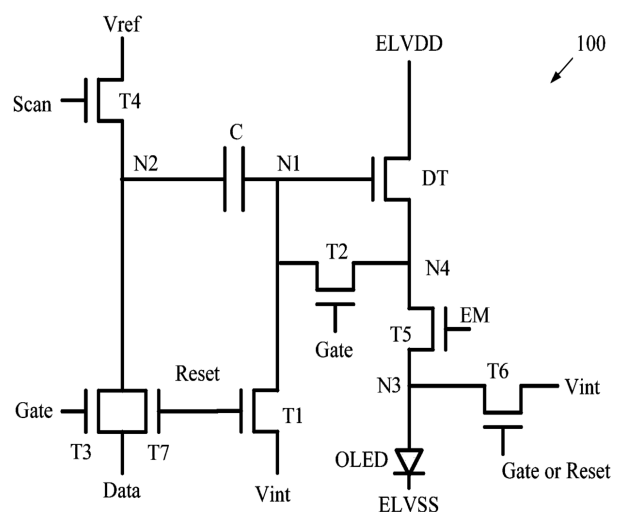 Vref
ELVDD
100
Scan
T4
C
N2
N1
DT
T2
N4
EM
T5
Gate
Reset
T6
N3
Vint
Gate
T1
T3
T7
OLED
Gate or Reset
Data
Vint
ELVSS